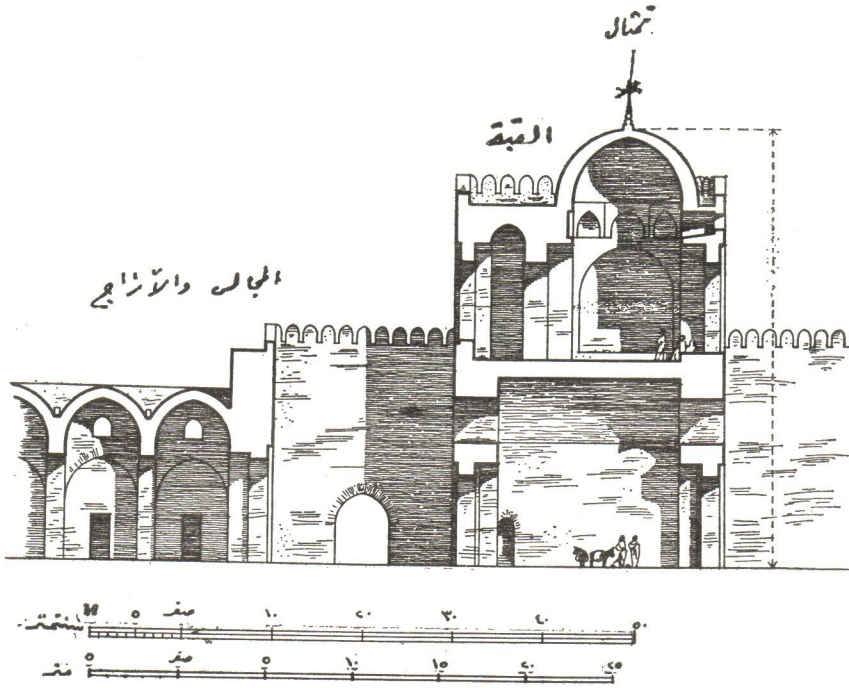 تمثال
القبة
المجالس والأزاج
٥ صفر ١٠ ٢٠ ٣٠ ٤٠ ٥٠
متر ٥ صفر ٥ ١٠ ١٥ ٢٠ ٢٥